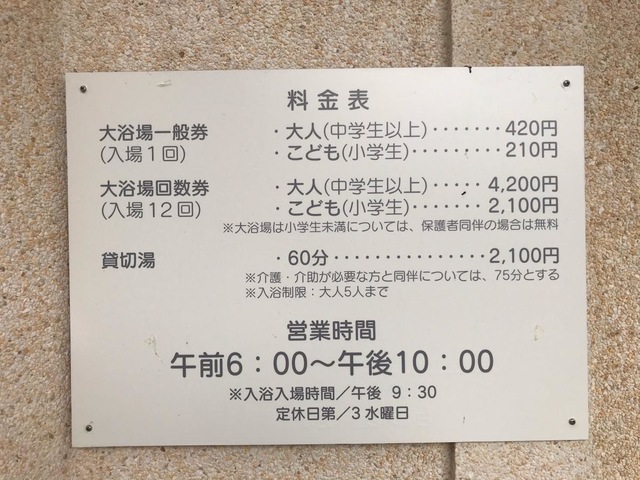 料金表
大浴場一般券 ・大人(中学生以上)・・・・・・・420円
(入場1回) ・こども(小学生)・・・・・・・・210円
大浴場回数券 ・大人(中学生以上)・・・・・4,200円
(入場12回) ・こども(小学生)・・・・・・2,100円
※大浴場は小学生未満については、保護者同伴の場合は無料
貸切湯 ・60分・・・・・・・・・・・・・・・2,100円
※介護・介助が必要な方と同伴については、75分とする
※入浴制限：大人5人まで
営業時間
午前6：00～午後10：00
※入浴入場時間／午後 9：30
定休日第／3水曜日